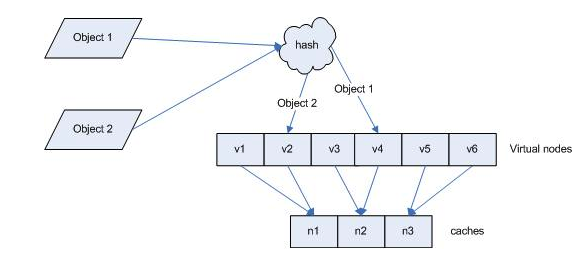 Object 1
hash
Object 1
Object 2
Object 2
v1 v2 v3 v4 v5 v6 Virtual nodes
n1 n2 n3 caches